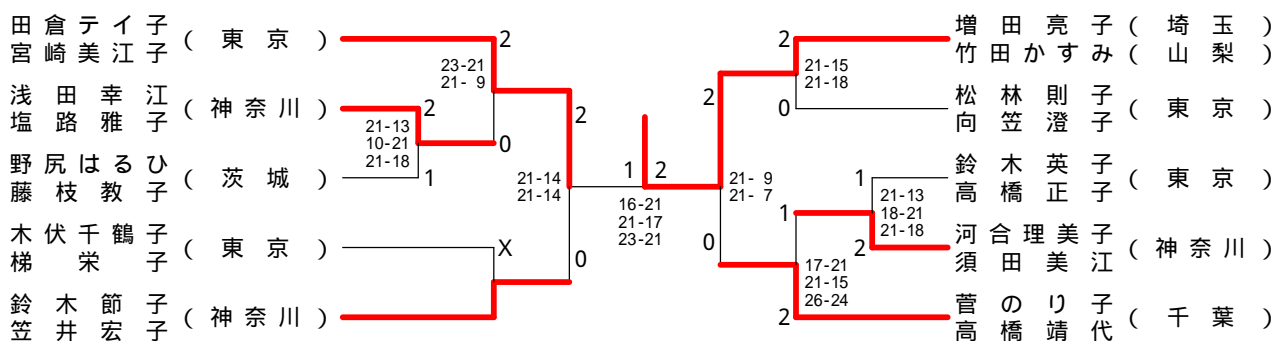 田倉テイ子
宮崎美江子
(東京)
浅田幸江
塩路雅子
(神奈川)
野尻はるひ
藤枝教子
(茨城)
木伏千鶴子
梯栄子
(東京)
鈴木節子
笠井宏子
(神奈川)
2
23-21
21- 9
2
0
21-13
10-21
21-18
1
X
2
21-14
21-14
0
1
2
16-21
21-17
23-21
2
21- 9
21- 7
0
2
21-15
21-18
0
1
1
21-13
18-21
21-18
2
17-21
21-15
26-24
2
増田亮子(埼玉)
竹田かすみ(山梨)
松林則子
向笠澄子
(東京)
鈴木英子
高橋正子
(東京)
河合理美子
須田美江
(神奈川)
菅のり子
高橋靖代
(千葉)